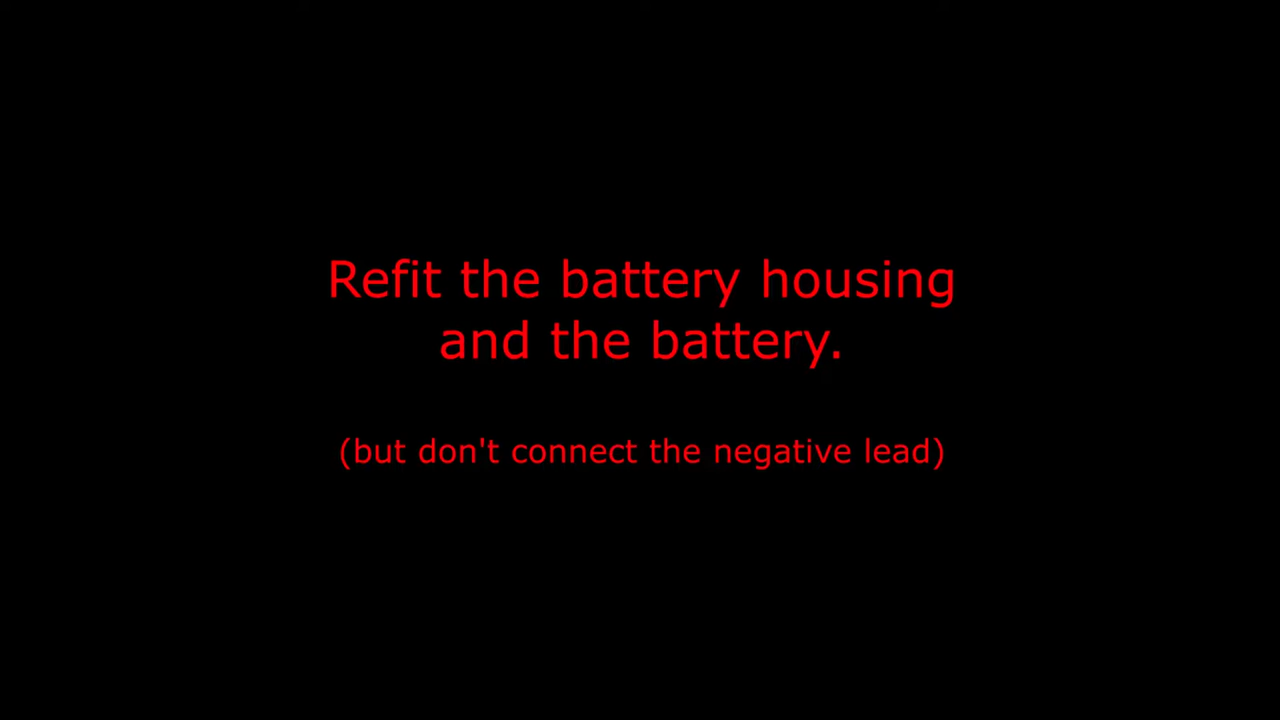 Refit the battery housing
and the battery.
(but don't connect the negative lead)